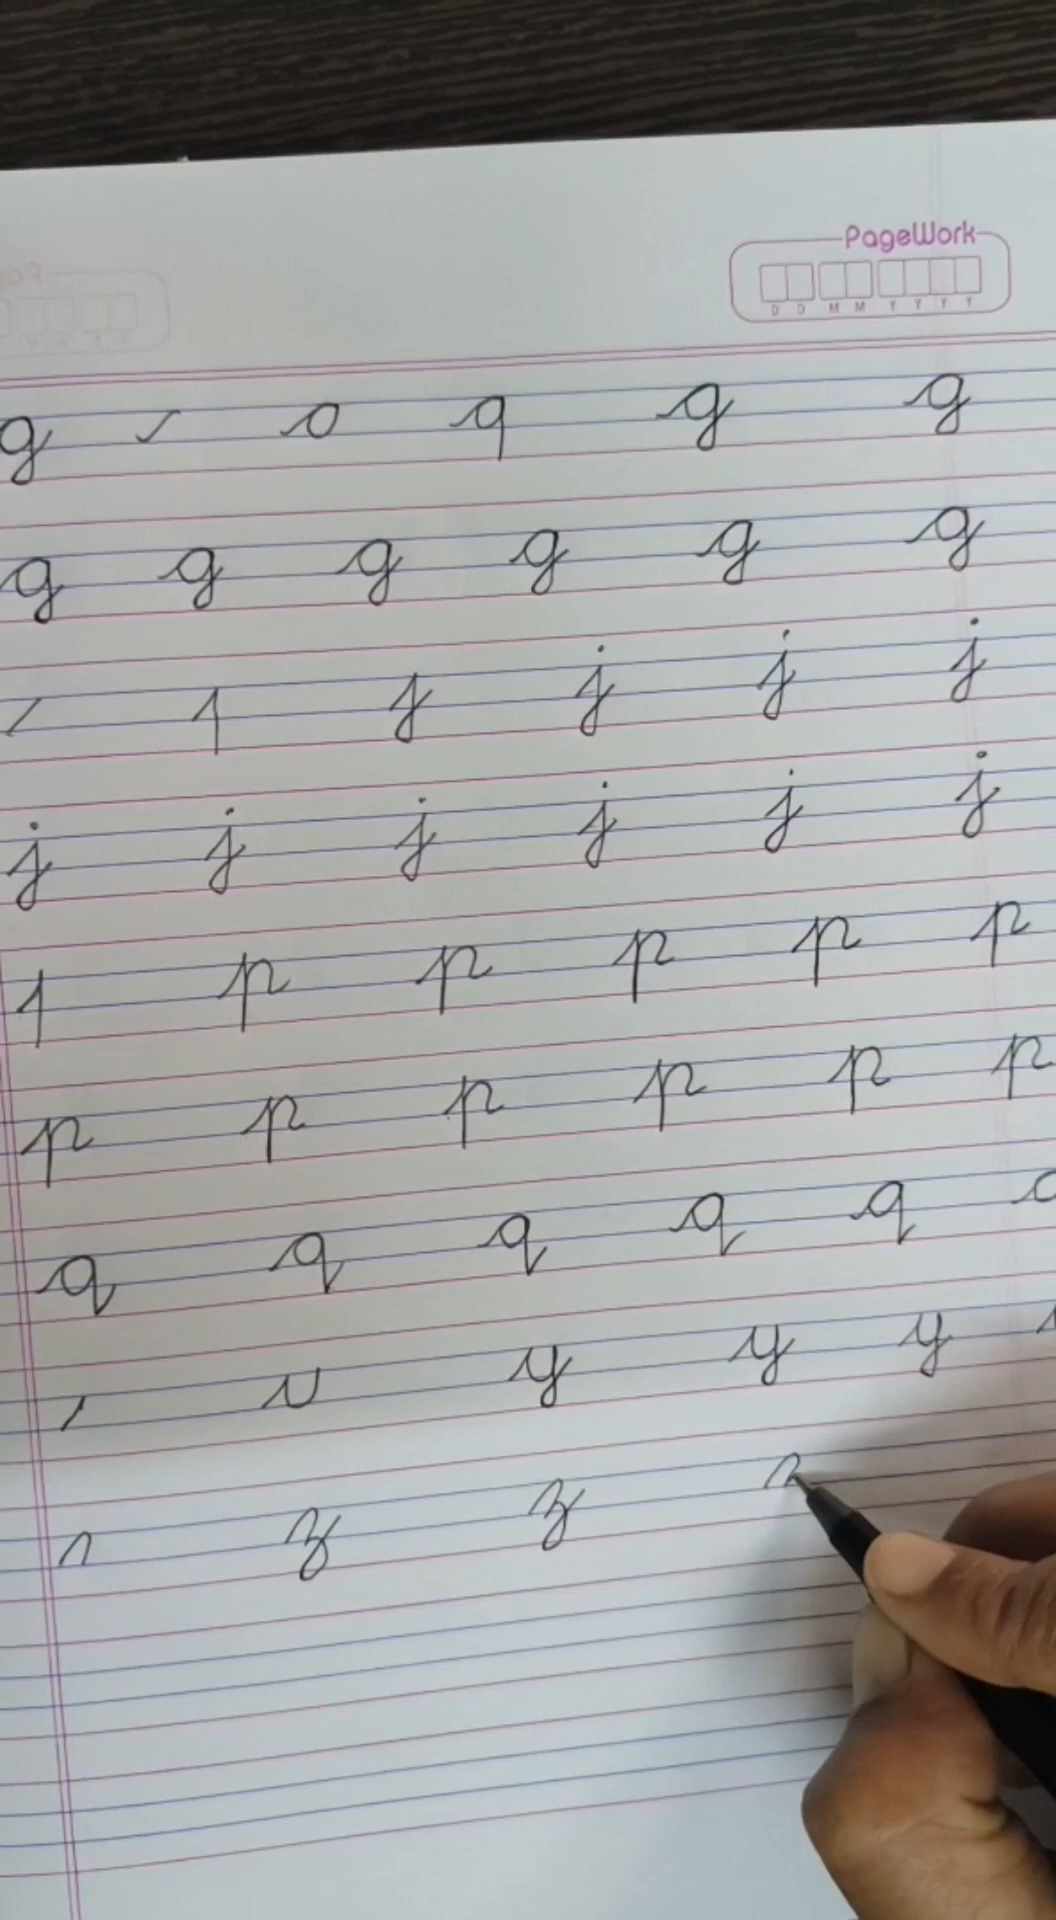 PageWork
D D M M Y Y Y Y
g o q g g
g g g g g g
j j j j
j j j j j j
p p p p p
p p p p p p
q q q q q
y y y
z z